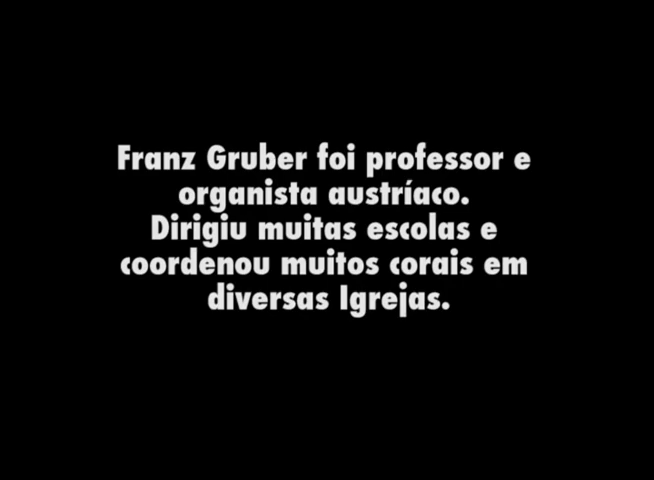 Franz Gruber foi professor e
organista austríaco.
Dirigiu muitas escolas e
coordenou muitos corais em
diversas Igrejas.